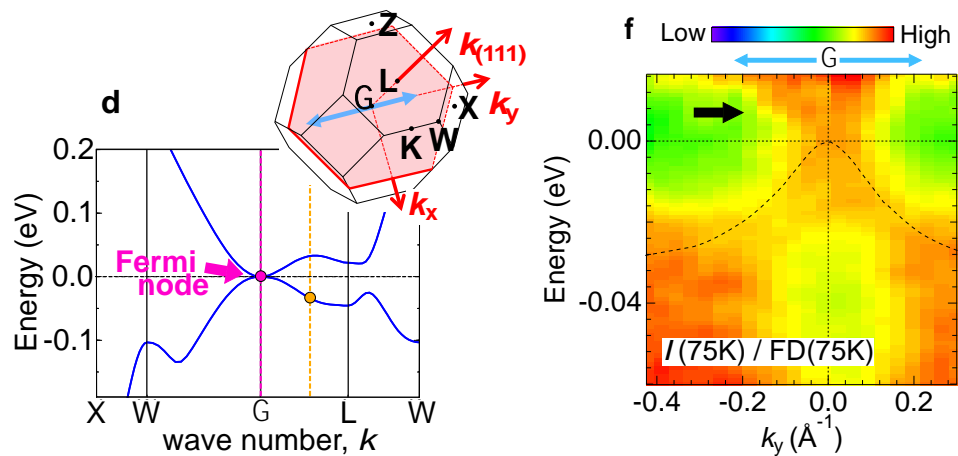 d
0.2
0.1
0.0
-0.1
Energy (eV)
Fermi
node
X W G L W
wave number, k
Z
k(111)
L
G
ky
X
K
W
kx
f
Low High
G
0.00
-0.04
Energy (eV)
I (75K) / FD(75K)
-0.4 -0.2 0.0 0.2
ky (Å-1)